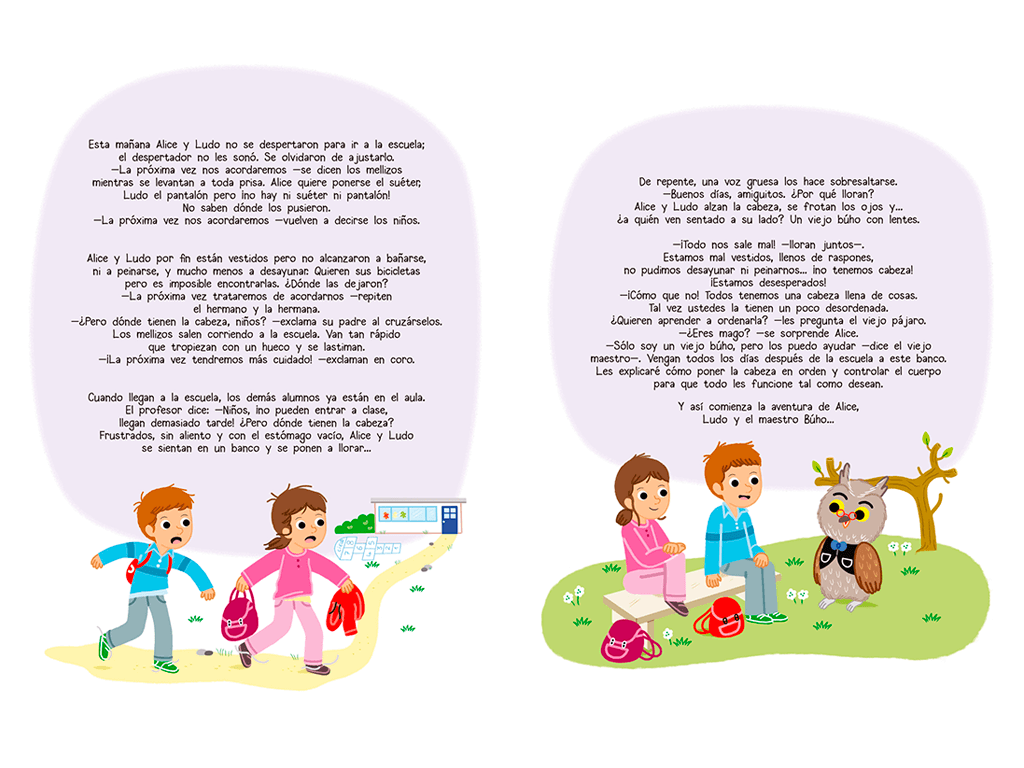 Esta mañana Alice y Ludo no se despertaron para ir a la escuela;
el despertador no les sonó. Se olvidaron de ajustarlo.
—La próxima vez nos acordaremos —se dicen los mellizos
mientras se levantan a toda prisa. Alice quiere ponerse el suéter,
Ludo el pantalón pero ¡no hay ni suéter ni pantalón!
No saben dónde los pusieron.
—La próxima vez nos acordaremos —vuelven a decirse los niños.
Alice y Ludo por fin están vestidos pero no alcanzaron a bañarse,
ni a peinarse, y mucho menos a desayunar. Quieren sus bicicletas
pero es imposible encontrarlas. ¿Dónde las dejaron?
—La próxima vez trataremos de acordarnos —repiten
el hermano y la hermana.
—¿Pero dónde tienen la cabeza, niños? —exclama su padre al cruzárselos.
Los mellizos salen corriendo a la escuela. Van tan rápido
que tropiezan con un hueco y se lastiman.
—¡La próxima vez tendremos más cuidado! —exclaman en coro.
Cuando llegan a la escuela, los demás alumnos ya están en el aula.
El profesor dice: —Niños, ¡no pueden entrar a clase,
llegan demasiado tarde! ¿Pero dónde tienen la cabeza?
Frustrados, sin aliento y con el estómago vacío, Alice y Ludo
se sientan en un banco y se ponen a llorar...
De repente, una voz gruesa los hace sobresaltarse.
—Buenos días, amiguitos. ¿Por qué lloran?
Alice y Ludo alzan la cabeza, se frotan los ojos y...
¿a quién ven sentado a su lado? Un viejo búho con lentes.
—¡Todo nos sale mal! —lloran juntos—.
Estamos mal vestidos, llenos de raspones,
no pudimos desayunar ni peinarnos... ¡no tenemos cabeza!
¡Estamos desesperados!
—¡Cómo que no! Todos tenemos una cabeza llena de cosas.
Tal vez ustedes la tienen un poco desordenada.
¿Quieren aprender a ordenarla? —les pregunta el viejo pájaro.
—¿Eres mago? —se sorprende Alice.
—Sólo soy un viejo búho, pero los puedo ayudar —dice el viejo
maestro—. Vengan todos los días después de la escuela a este banco.
Les explicaré cómo poner la cabeza en orden y controlar el cuerpo
para que todo les funcione tal como desean.
Y así comienza la aventura de Alice,
Ludo y el maestro Búho...